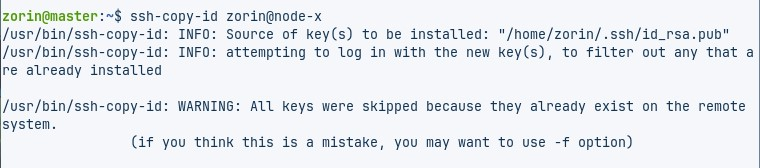 zorin@master:~$ ssh-copy-id zorin@node-x
/usr/bin/ssh-copy-id: INFO: Source of key(s) to be installed: "/home/zorin/.ssh/id_rsa.pub"
/usr/bin/ssh-copy-id: INFO: attempting to log in with the new key(s), to filter out any that a
re already installed

/usr/bin/ssh-copy-id: WARNING: All keys were skipped because they already exist on the remote
system.
                (if you think this is a mistake, you may want to use -f option)